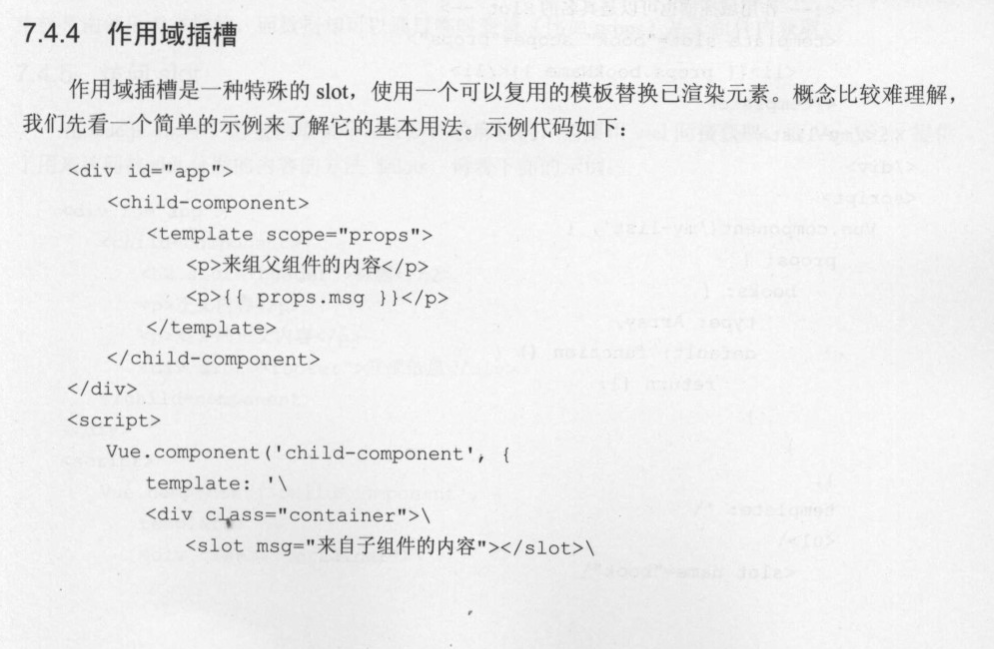 7.4.4 作用域插槽
作用域插槽是一种特殊的 slot，使用一个可以复用的模板替换已渲染元素。概念比较难理解，
我们先看一个简单的示例来了解它的基本用法。示例代码如下：
<div id="app">
<child-component>
<template scope="props">
<p>来组父组件的内容</p>
<p>{{ props.msg }}</p>
</template>
</child-component>
</div>
<script>
Vue.component('child-component', {
template: '\
<div class="container">\
<slot msg="来自子组件的内容"></slot>\